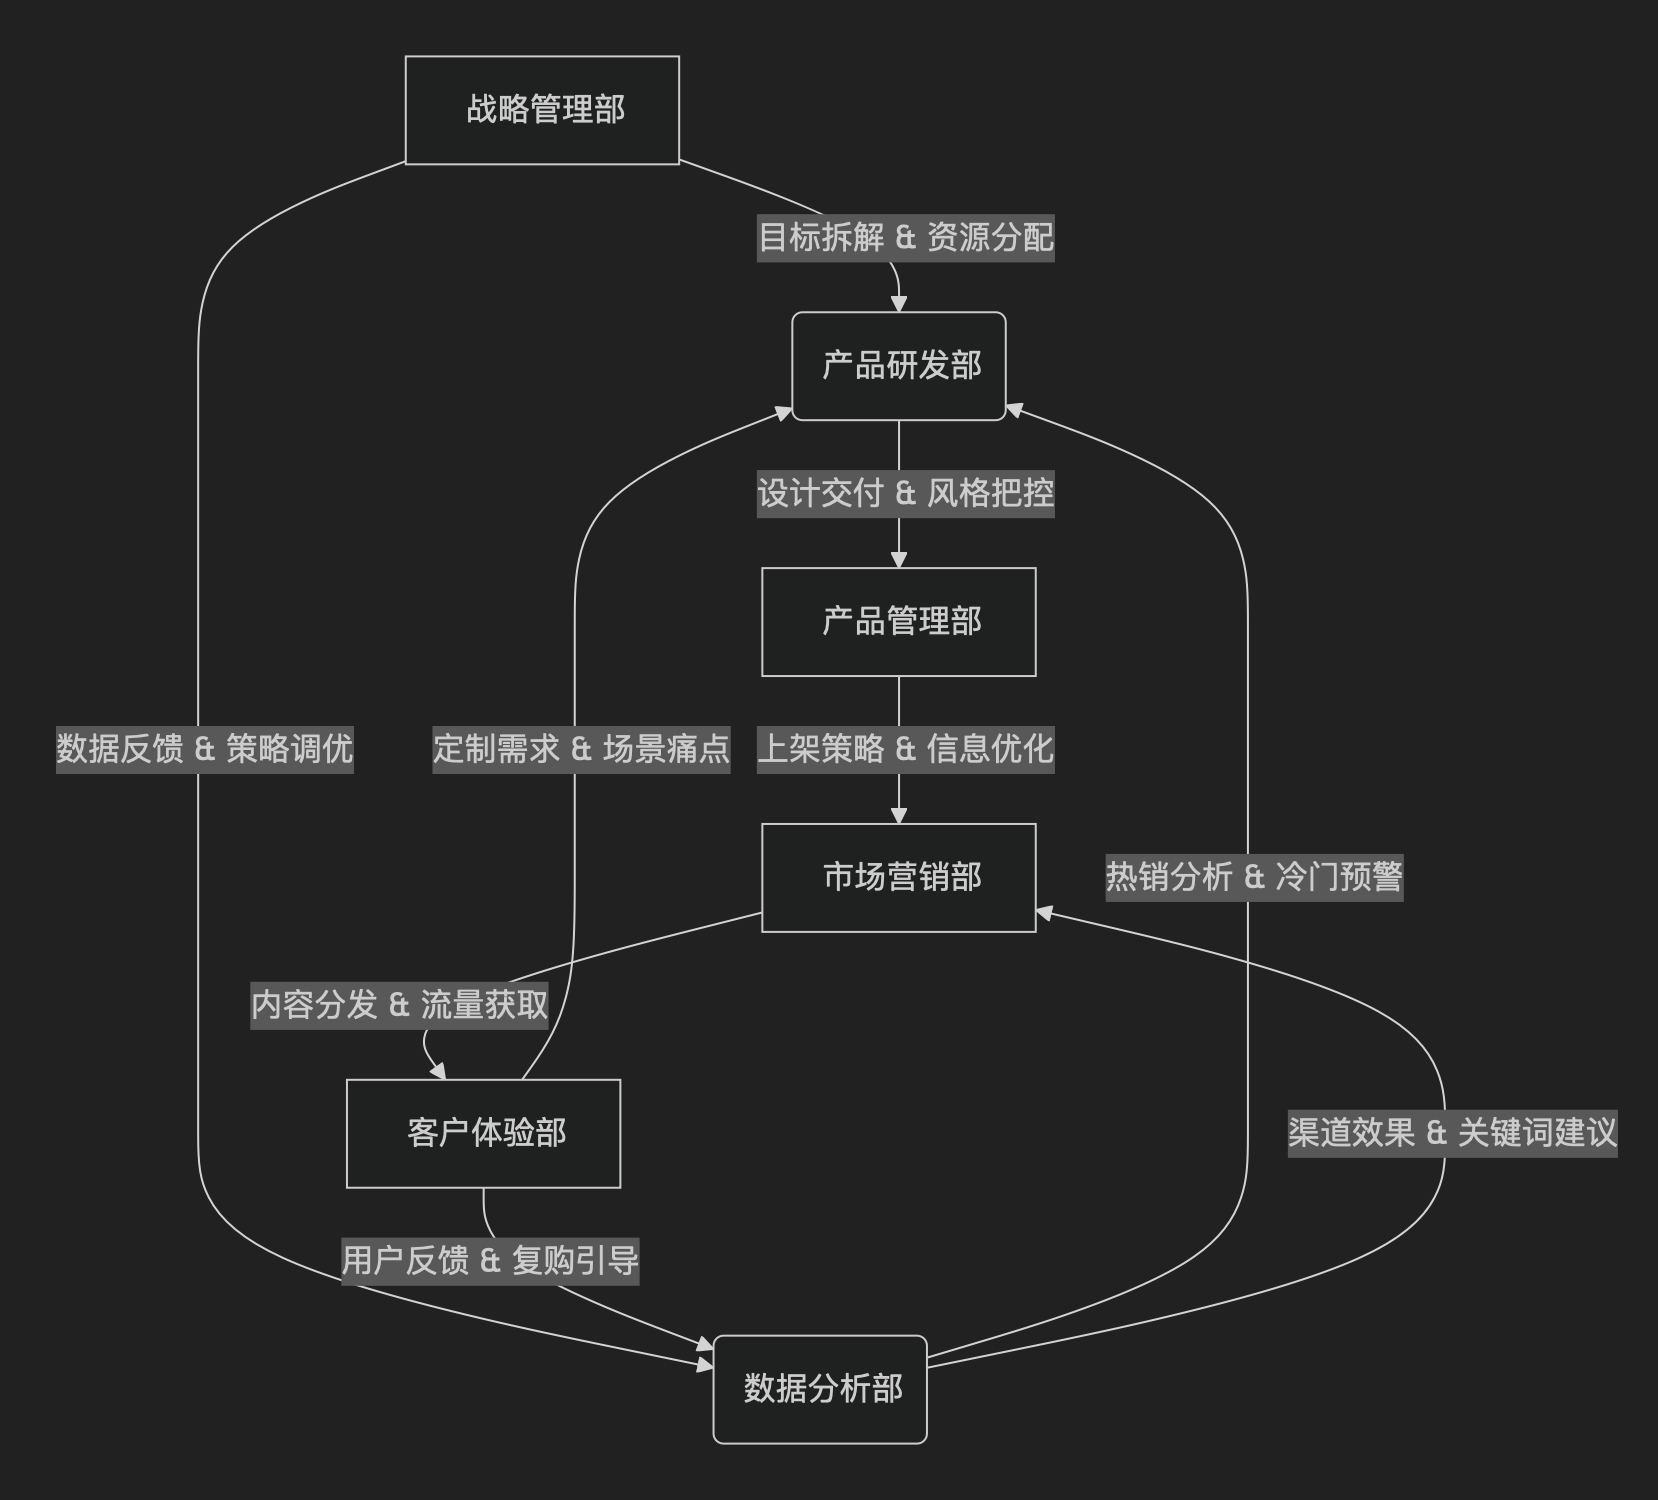 战略管理部
目标拆解 & 资源分配
产品研发部
设计交付 & 风格把控
产品管理部
数据反馈 & 策略调优
定制需求 & 场景痛点
上架策略 & 信息优化
市场营销部
热销分析 & 冷门预警
内容分发 & 流量获取
客户体验部
渠道效果 & 关键词建议
用户反馈 & 复购引导
数据分析部